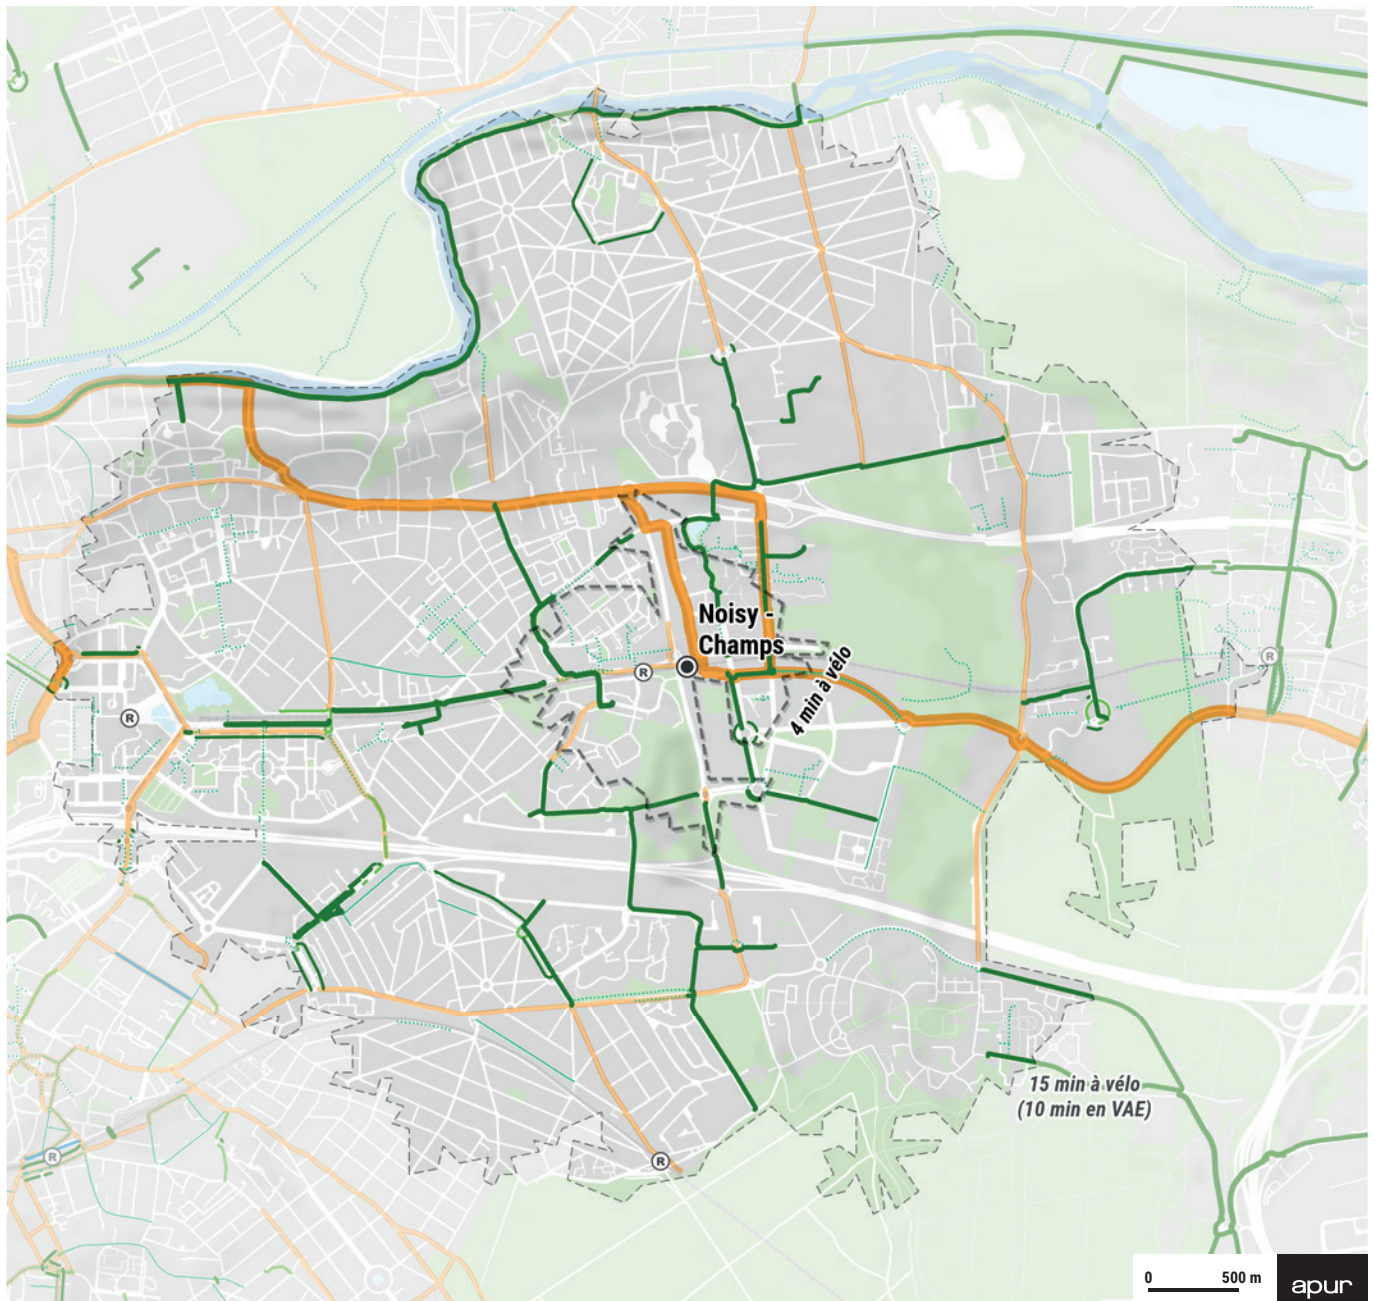 Noisy -
Champs
4 min à vélo
R
R
R
15 min à vélo
(10 min en VAE)
R
R
0 500 m
apur